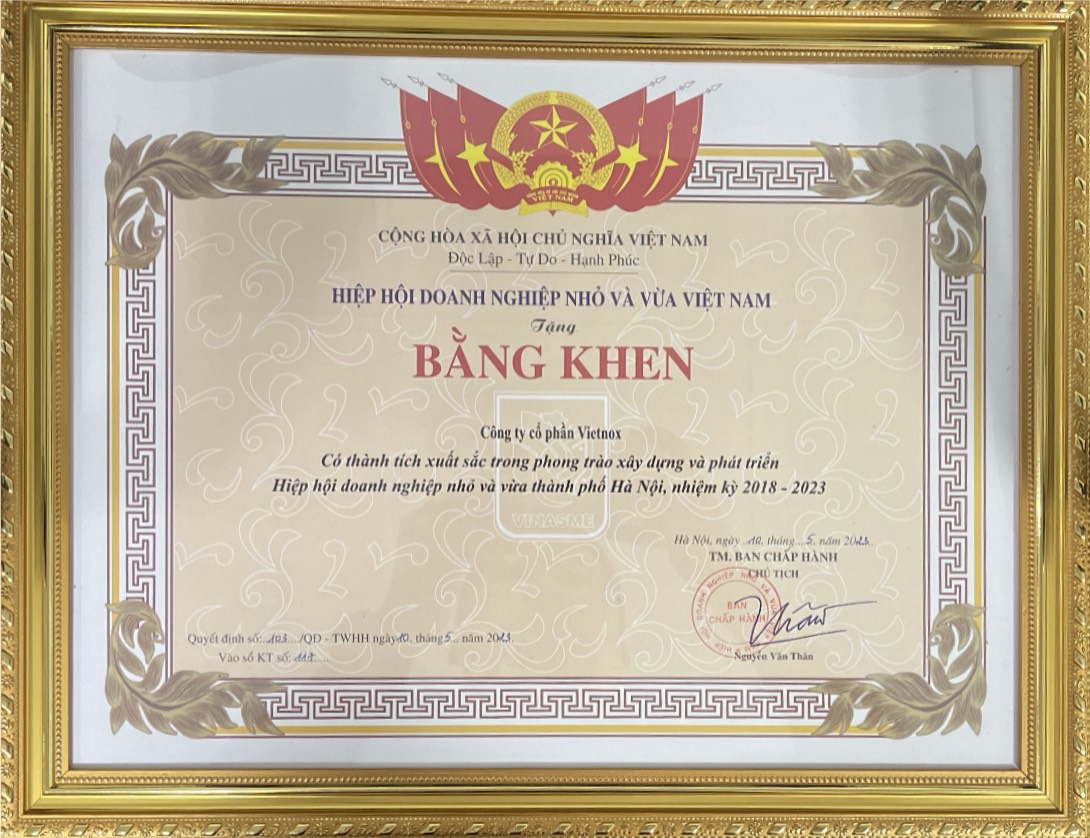 VIỆT NAM
CỘNG HÒA XÃ HỘI CHỦ NGHĨA VIỆT NAM
Độc Lập - Tự Do - Hạnh Phúc
HIỆP HỘI DOANH NGHIỆP NHỎ VÀ VỪA VIỆT NAM
Tặng
BẰNG KHEN
Công ty cổ phần Vietnox
Có thành tích xuất sắc trong phong trào xây dựng và phát triển
Hiệp hội doanh nghiệp nhỏ và vừa thành phố Hà Nội, nhiệm kỳ 2018 - 2023
VINASME
Hà Nội, ngày 10 tháng 5 năm 2023
TM. BAN CHẤP HÀNH
CHỦ TỊCH
BAN
CHẤP HÀNH
Nguyễn Văn Thân
Quyết định số: 103 /QĐ - TWHH ngày 10 tháng 5 năm 2023
Vào sổ KT số: